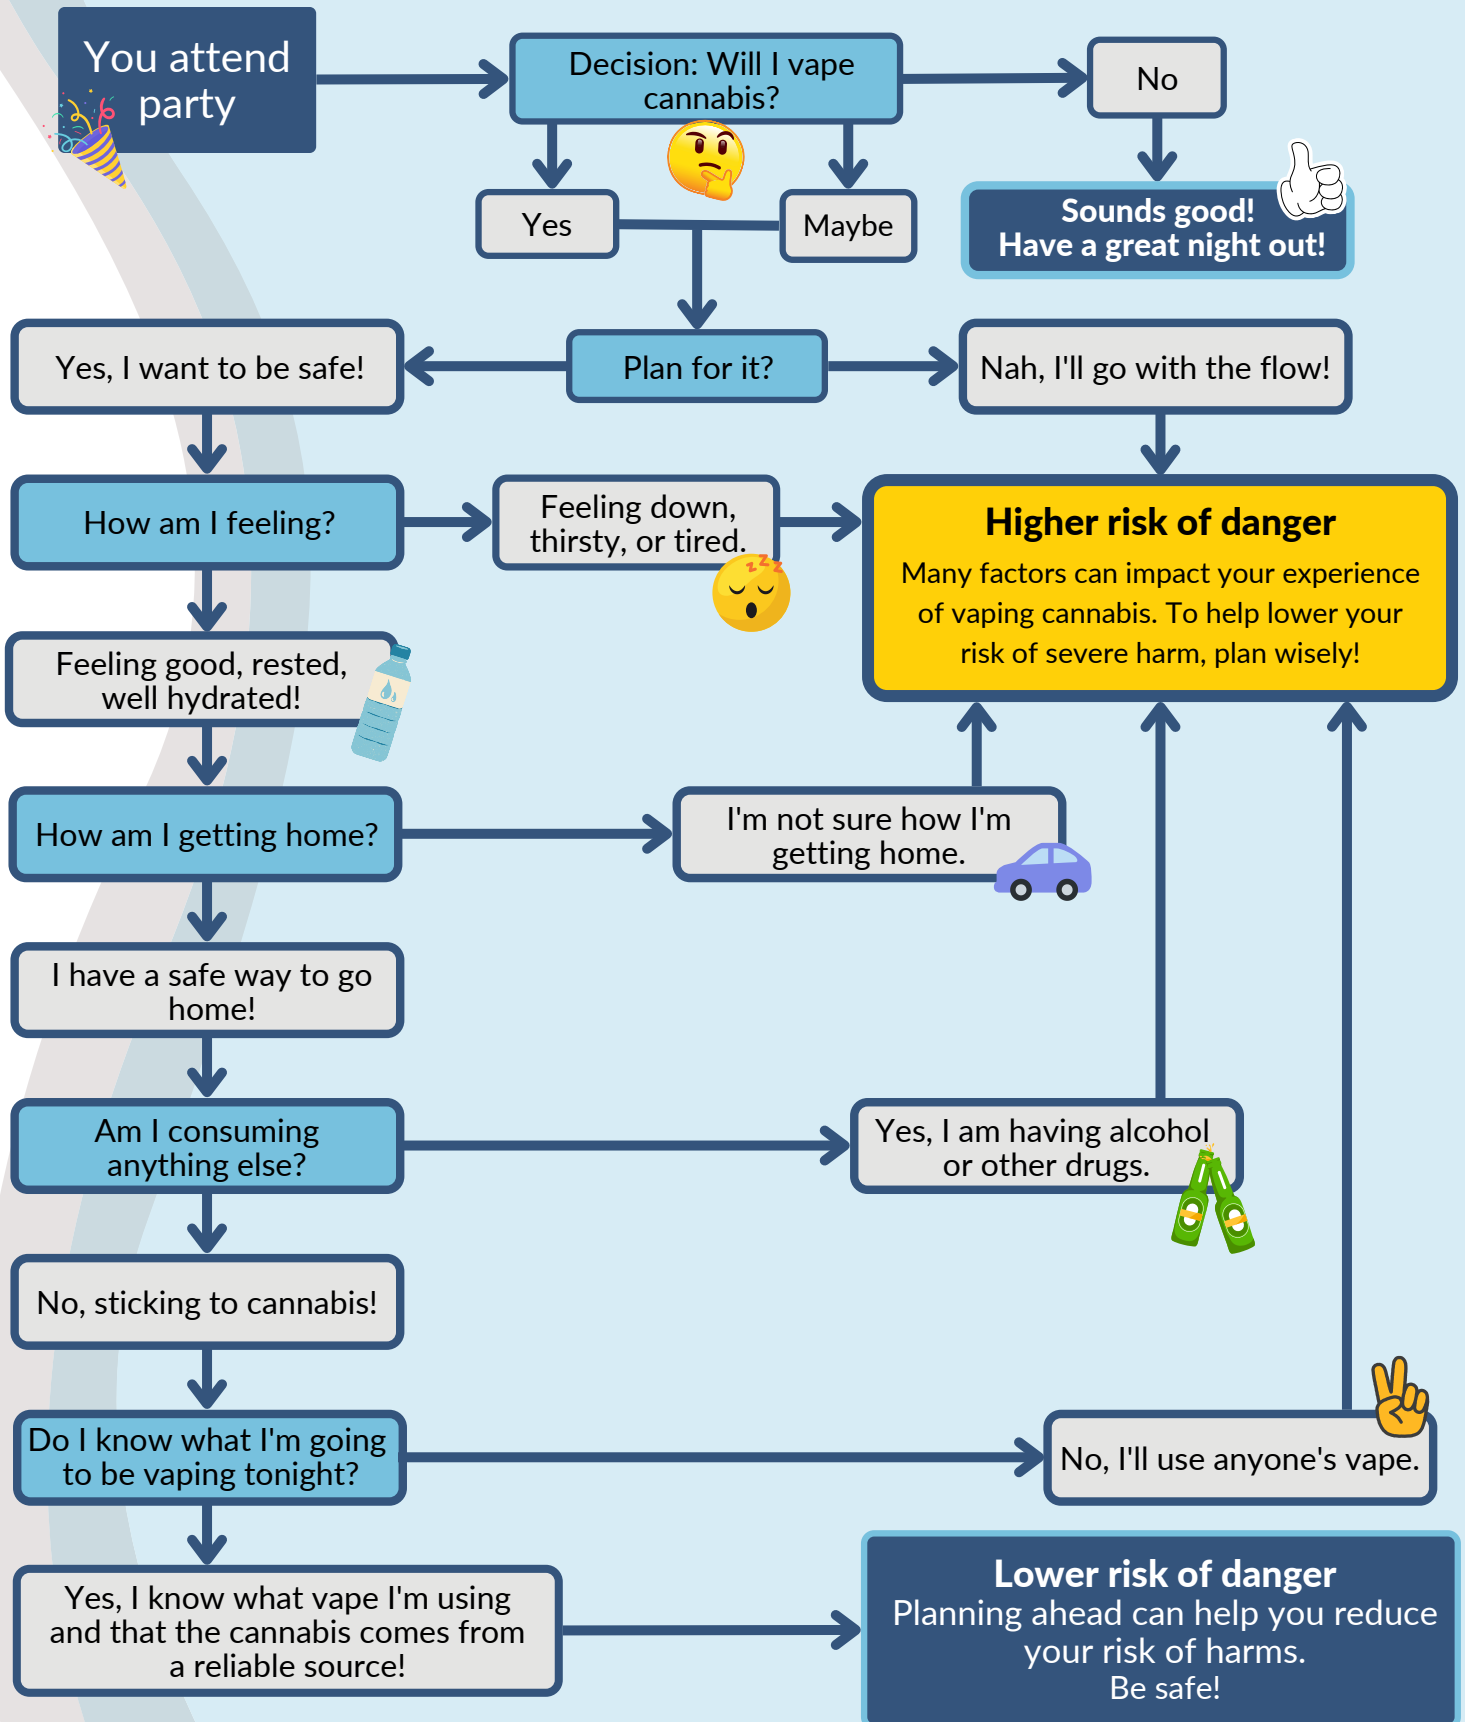 You attend
party
Decision: Will I vape
cannabis?
No
Yes
Maybe
Sounds good!
Have a great night out!
Yes, I want to be safe!
Plan for it?
Nah, I'll go with the flow!
How am I feeling?
Feeling down,
thirsty, or tired.
Higher risk of danger
Many factors can impact your experience
of vaping cannabis. To help lower your
risk of severe harm, plan wisely!
Feeling good, rested,
well hydrated!
How am I getting home?
I'm not sure how I'm
getting home.
I have a safe way to go
home!
Am I consuming
anything else?
Yes, I am having alcohol
or other drugs.
No, sticking to cannabis!
Do I know what I'm going
to be vaping tonight?
No, I'll use anyone's vape.
Yes, I know what vape I'm using
and that the cannabis comes from
a reliable source!
Lower risk of danger
Planning ahead can help you reduce
your risk of harms.
Be safe!